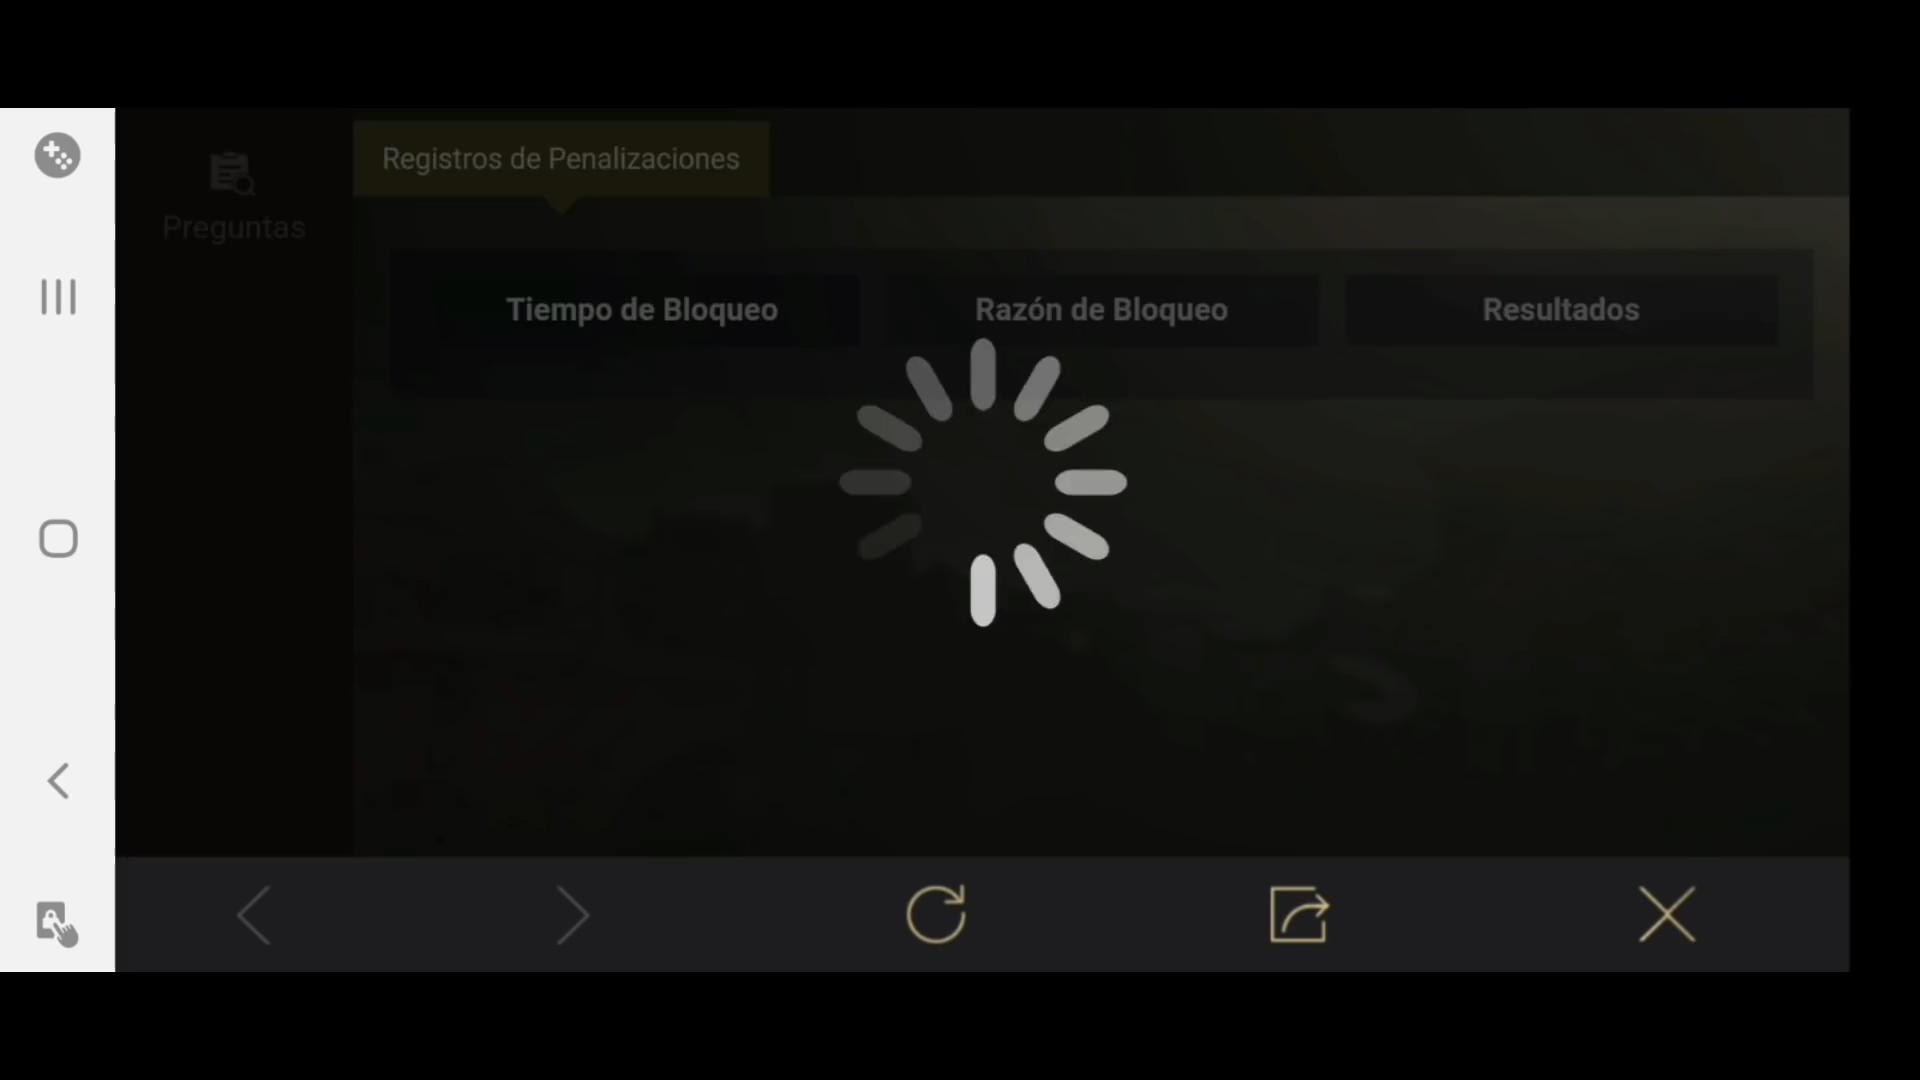 Registros de Penalizaciones
Preguntas
Tiempo de Bloqueo
Razón de Bloqueo
Resultados